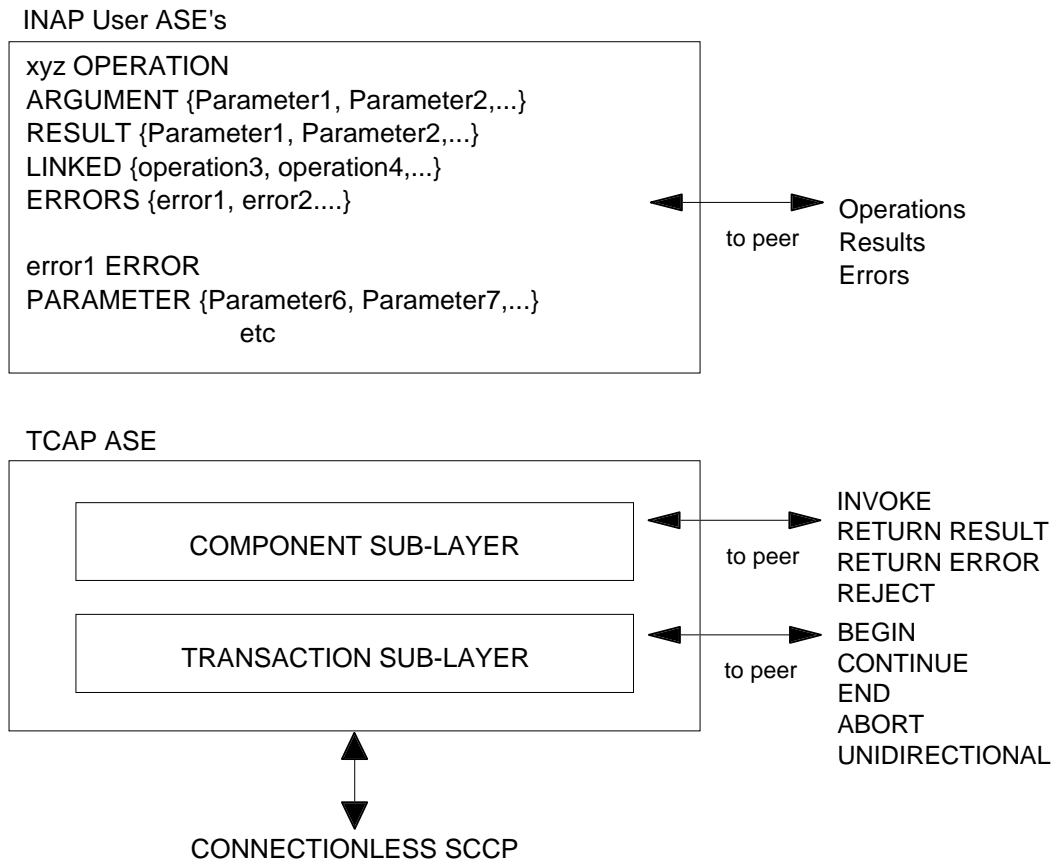 INAP User ASE's
xyz OPERATION
ARGUMENT {Parameter1, Parameter2,...}
RESULT {Parameter1, Parameter2,...}
LINKED {operation3, operation4,...}
ERRORS {error1, error2....}
error1 ERROR
PARAMETER {Parameter6, Parameter7,...}
etc
to peer
Operations
Results
Errors
TCAP ASE
COMPONENT SUB-LAYER
to peer
INVOKE
RETURN RESULT
RETURN ERROR
REJECT
TRANSACTION SUB-LAYER
to peer
BEGIN
CONTINUE
END
ABORT
UNIDIRECTIONAL
CONNECTIONLESS SCCP